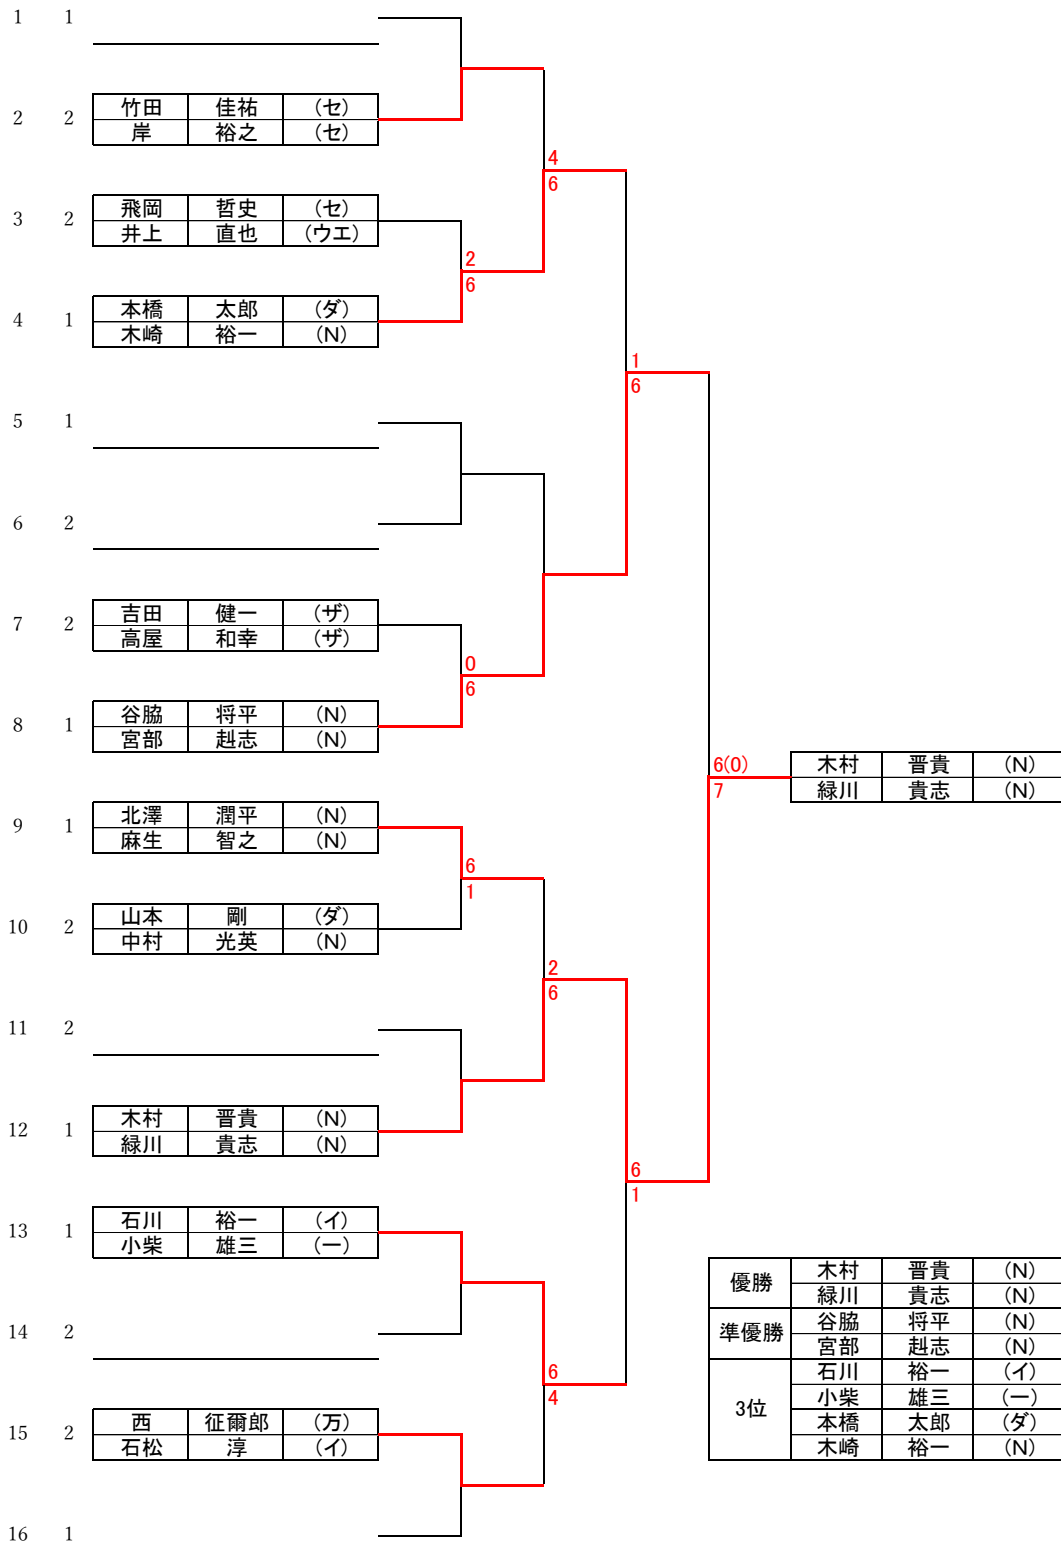 1 1
2 2 竹田 佳祐 (セ)
岸 裕之 (セ)
4
6
3 2 飛岡 哲史 (セ)
井上 直也 (ウエ)
2
6
4 1 本橋 太郎 (ダ)
木崎 裕一 (N)
1
6
5 1
6 2
7 2 吉田 健一 (ザ)
高屋 和幸 (ザ)
0
6
8 1 谷脇 将平 (N)
宮部 赳志 (N)
6(0) 木村 晋貴 (N)
7 緑川 貴志 (N)
9 1 北澤 潤平 (N)
麻生 智之 (N)
6
1
10 2 山本 剛 (ダ)
中村 光英 (N)
2
6
11 2
12 1 木村 晋貴 (N)
緑川 貴志 (N)
6
1
13 1 石川 裕一 (イ)
小柴 雄三 (一)
14 2
6
4
15 2 西 征爾郎 (万)
石松 淳 (イ)
16 1
優勝 木村 晋貴 (N)
緑川 貴志 (N)
準優勝 谷脇 将平 (N)
宮部 赳志 (N)
3位 石川 裕一 (イ)
小柴 雄三 (一)
本橋 太郎 (ダ)
木崎 裕一 (N)